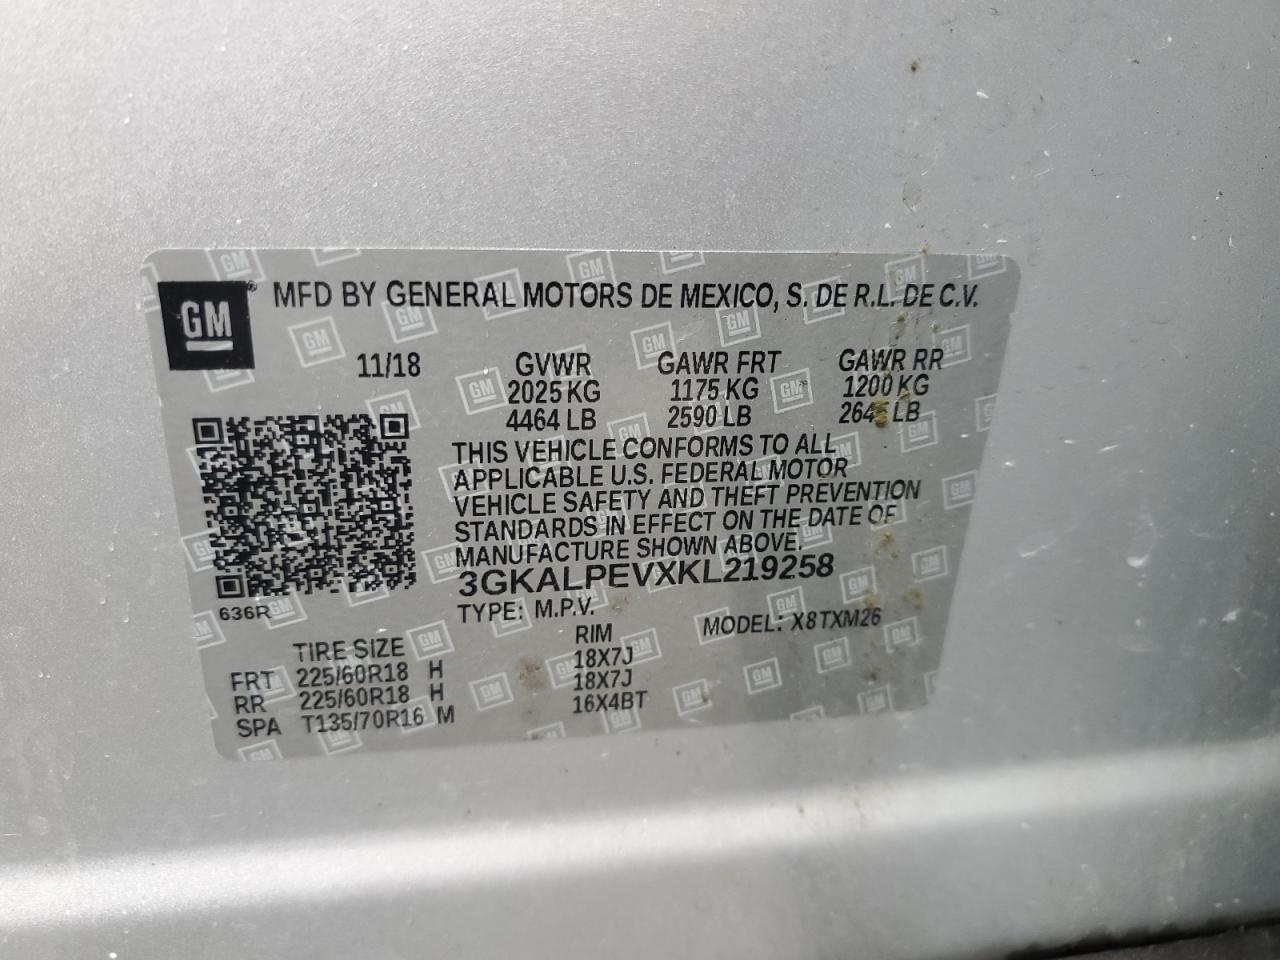 GM
MFD BY GENERAL MOTORS DE MEXICO, S. DE R.L. DE C.V.
11/18 GVWR GAWR FRT GAWR RR
2025 KG 1175 KG 1200 KG
4464 LB 2590 LB 2645 LB
THIS VEHICLE CONFORMS TO ALL
APPLICABLE U.S. FEDERAL MOTOR
VEHICLE SAFETY AND THEFT PREVENTION
STANDARDS IN EFFECT ON THE DATE OF
MANUFACTURE SHOWN ABOVE.
3GKALPEVXKL219258
636R
TYPE: M.P.V. MODEL: X8TXM26
TIRE SIZE RIM
FRT 225/60R18 H 18X7J
RR 225/60R18 H 18X7J
SPA T135/70R16 M 16X4BT